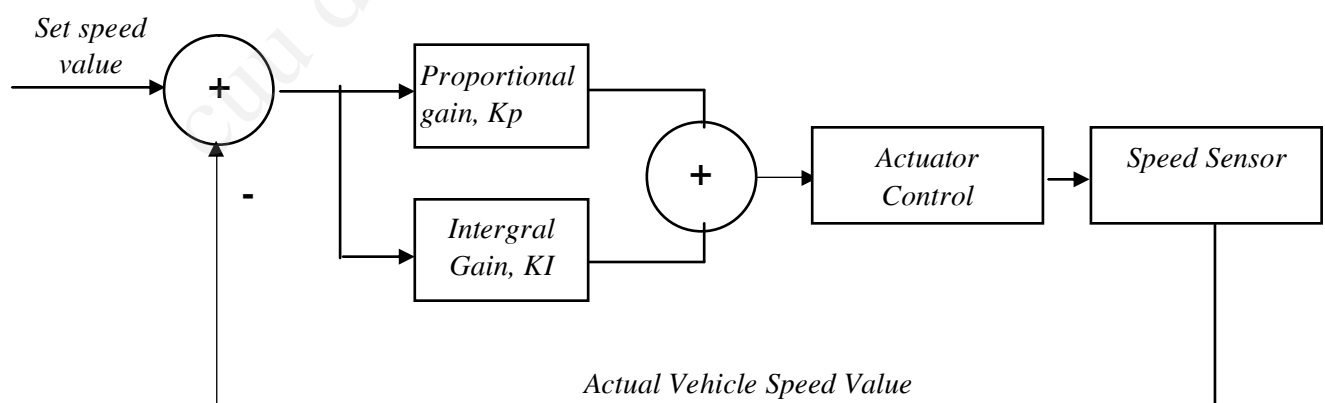 Set speed
value
+
Proportional
gain, Kp
-
+
Intergral
Gain, KI
Actuator
Control
Speed Sensor
Actual Vehicle Speed Value